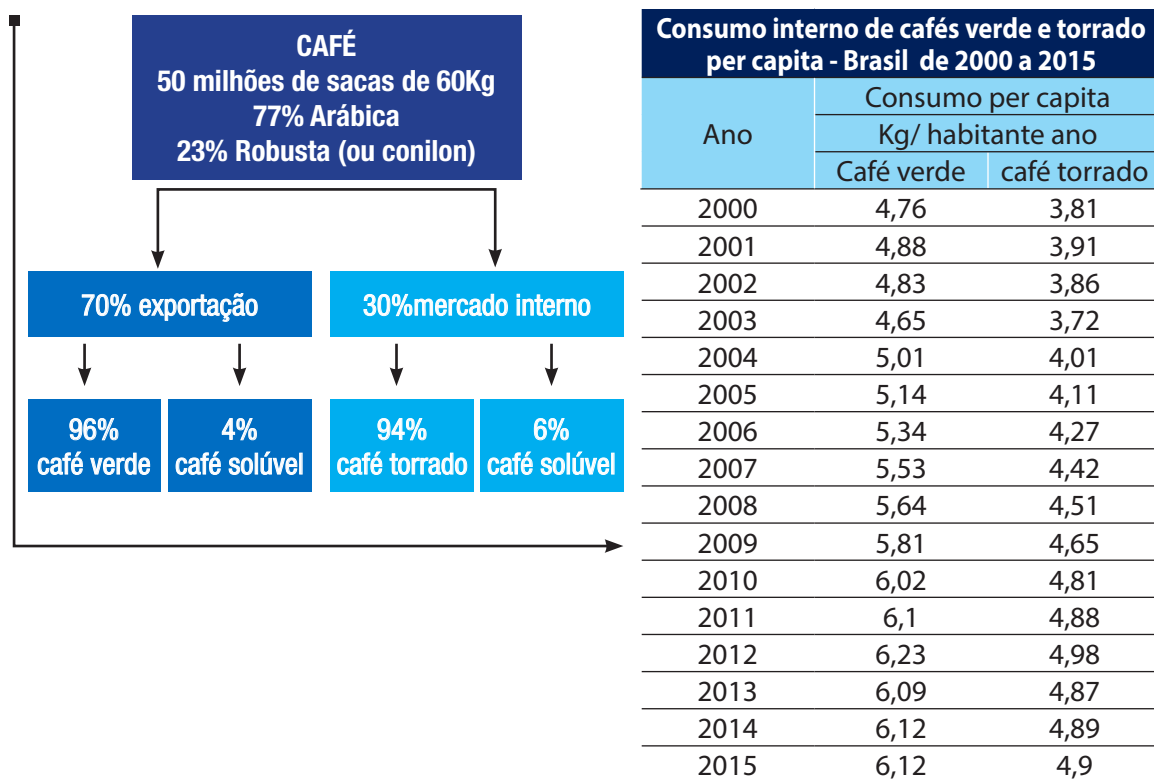 CAFÉ
50 milhões de sacas de 60Kg
77% Arábica
23% Robusta (ou conilon)
70% exportação
30%mercado interno
96%
café verde
4%
café solúvel
94%
café torrado
6%
café solúvel
Consumo interno de cafés verde e torrado
per capita - Brasil de 2000 a 2015
Ano
Consumo per capita
Kg/ habitante ano
Café verde café torrado
2000 4,76 3,81
2001 4,88 3,91
2002 4,83 3,86
2003 4,65 3,72
2004 5,01 4,01
2005 5,14 4,11
2006 5,34 4,27
2007 5,53 4,42
2008 5,64 4,51
2009 5,81 4,65
2010 6,02 4,81
2011 6,1 4,88
2012 6,23 4,98
2013 6,09 4,87
2014 6,12 4,89
2015 6,12 4,9